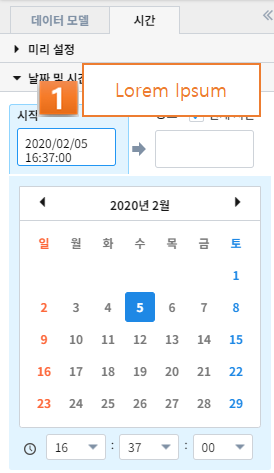 데이터 모델 시간
미리 설정
날짜 및 시간
1 Lorem Ipsum
시작
2020/02/05
16:37:00
2020년 2월
일 월 화 수 목 금 토
1
2 3 4 5 6 7 8
9 10 11 12 13 14 15
16 17 18 19 20 21 22
23 24 25 26 27 28 29
16 : 37 : 00